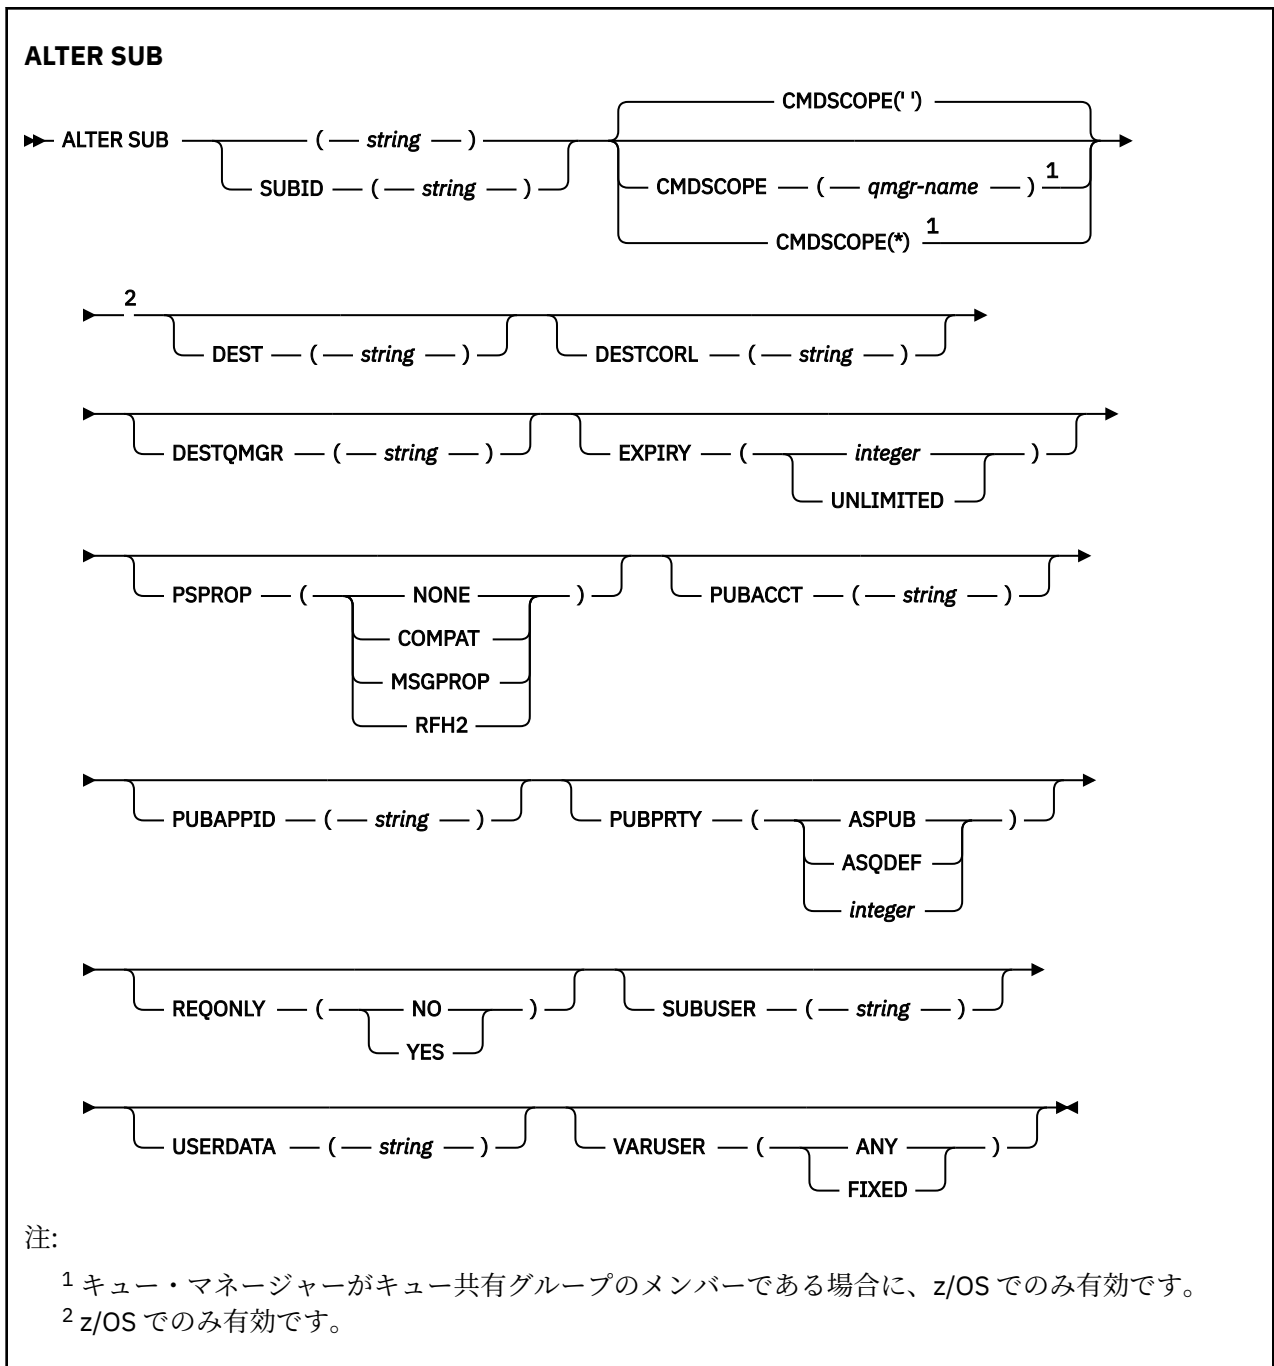 ALTER SUB
CMDSCOPE(' ')
ALTER SUB ( string )
SUBID ( string )
CMDSCOPE ( qmgr-name ) 1
CMDSCOPE(*) 1
2
DEST ( string ) DESTCORL ( string )
DESTQMGR ( string ) EXPIRY ( integer )
UNLIMITED
PSPROP ( NONE ) PUBACCT ( string )
COMPAT
MSGPROP
RFH2
PUBAPPID ( string ) PUBPRTY ( ASPUB )
ASQDEF
integer
REQONLY ( NO ) SUBUSER ( string )
YES
USERDATA ( string ) VARUSER ( ANY )
FIXED
注:
1 キュー・マネージャーがキュー共有グループのメンバーである場合に、z/OS でのみ有効です。
2 z/OS でのみ有効です。